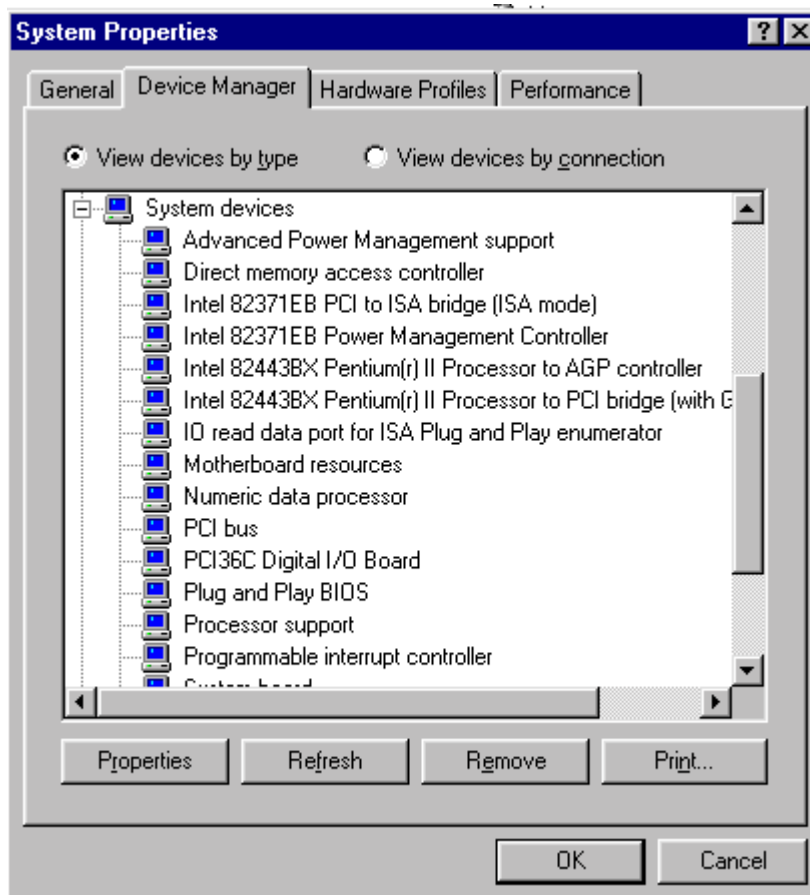 System Properties
General Device Manager Hardware Profiles Performance
View devices by type View devices by connection
System devices
Advanced Power Management support
Direct memory access controller
Intel 82371EB PCI to ISA bridge (ISA mode)
Intel 82371EB Power Management Controller
Intel 82443BX Pentium(r) II Processor to AGP controller
Intel 82443BX Pentium(r) II Processor to PCI bridge (with G
IO read data port for ISA Plug and Play enumerator
Motherboard resources
Numeric data processor
PCI bus
PCI36C Digital I/O Board
Plug and Play BIOS
Processor support
Programmable interrupt controller
System board
Properties Refresh Remove Print...
OK Cancel